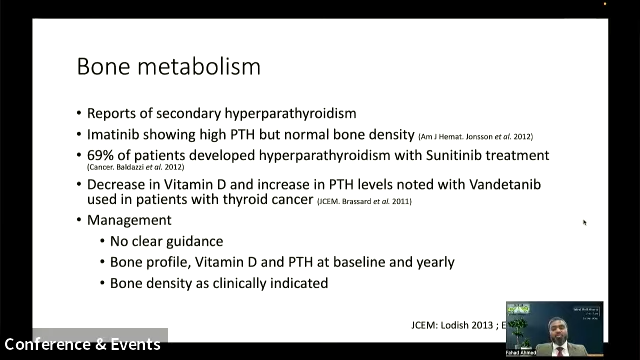 Bone metabolism
• Reports of secondary hyperparathyroidism
• Imatinib showing high PTH but normal bone density (Am J Hemat. Jonsson et al. 2012)
• 69% of patients developed hyperparathyroidism with Sunitinib treatment
(Cancer. Baldazzi et al. 2012)
• Decrease in Vitamin D and increase in PTH levels noted with Vandetanib
used in patients with thyroid cancer (JCEM. Brassard et al. 2011)
• Management
• No clear guidance
• Bone profile, Vitamin D and PTH at baseline and yearly
• Bone density as clinically indicated
JCEM: Lodish 2013 ; E
Fahad Ahmed
Conference & Events